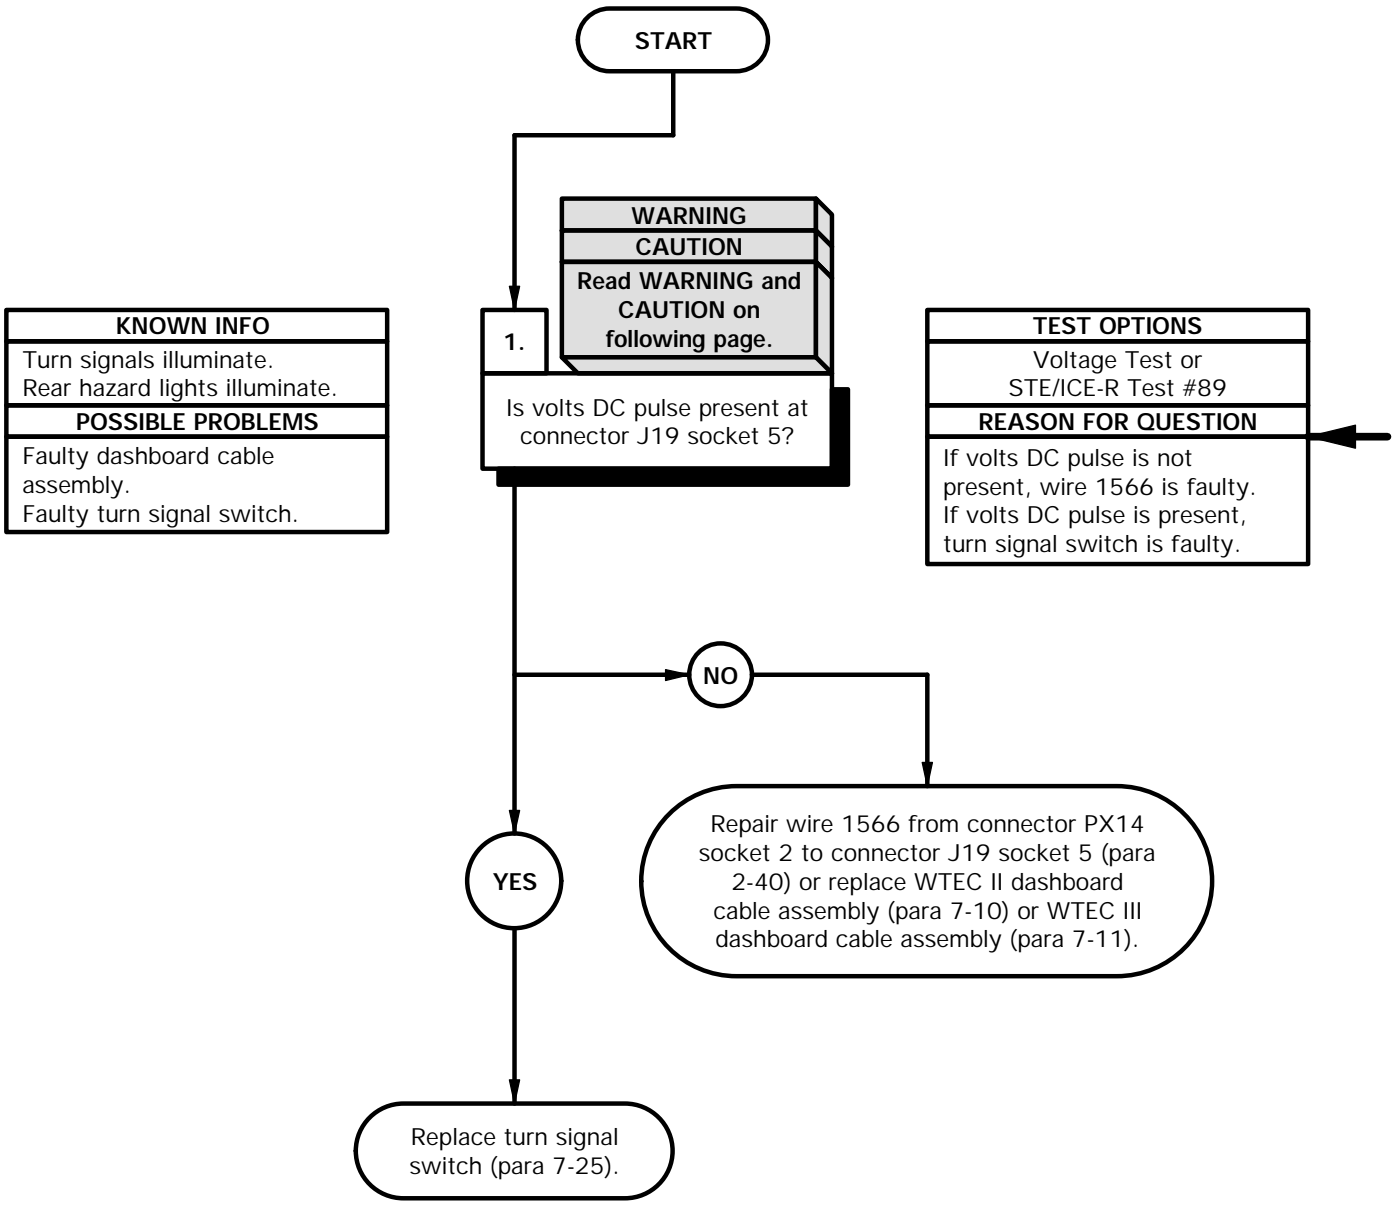 START
WARNING
CAUTION
Read WARNING and
CAUTION on
following page.
1.
Is volts DC pulse present at
connector J19 socket 5?
KNOWN INFO
Turn signals illuminate.
Rear hazard lights illuminate.
POSSIBLE PROBLEMS
Faulty dashboard cable
assembly.
Faulty turn signal switch.
TEST OPTIONS
Voltage Test or
STE/ICE-R Test #89
REASON FOR QUESTION
If volts DC pulse is not
present, wire 1566 is faulty.
If volts DC pulse is present,
turn signal switch is faulty.
NO
Repair wire 1566 from connector PX14
socket 2 to connector J19 socket 5 (para
2-40) or replace WTEC II dashboard
cable assembly (para 7-10) or WTEC III
dashboard cable assembly (para 7-11).
YES
Replace turn signal
switch (para 7-25).